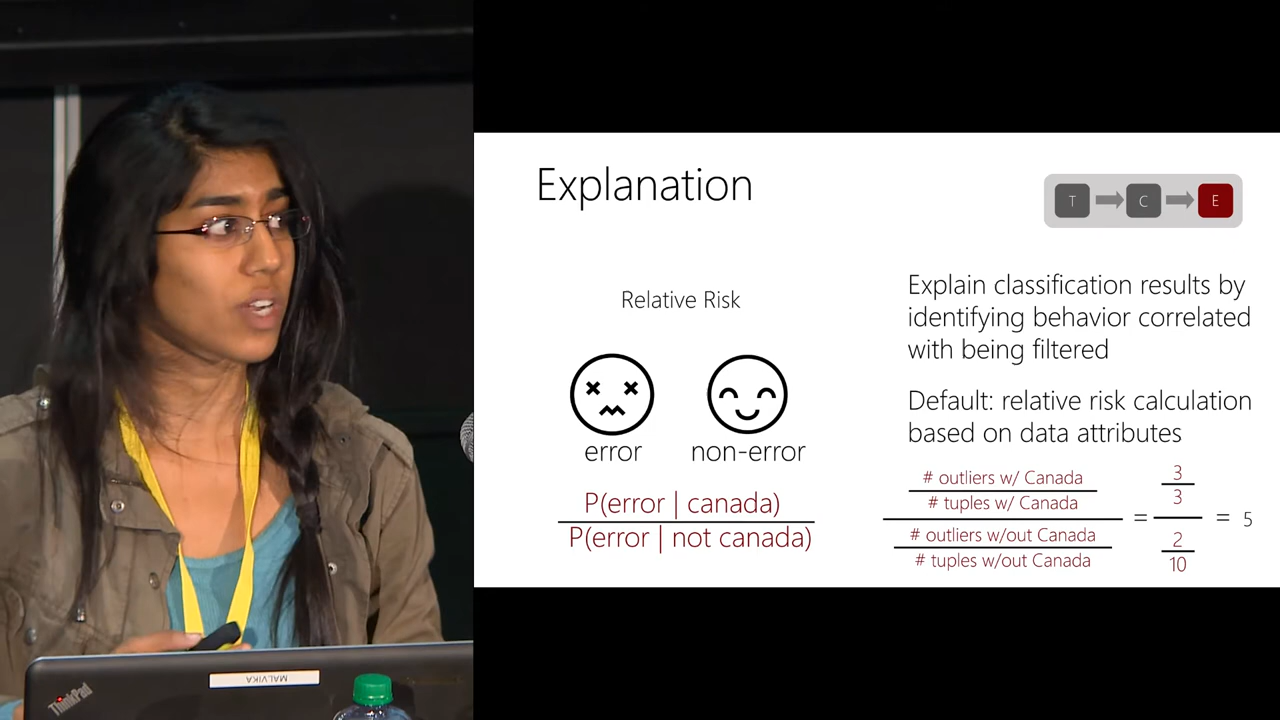 Explanation
T
C
E
Relative Risk
error
non-error
P(error | canada)
P(error | not canada)
Explain classification results by
identifying behavior correlated
with being filtered
Default: relative risk calculation
based on data attributes
# outliers w/ Canada
# tuples w/ Canada
# outliers w/out Canada
# tuples w/out Canada
=
3
3
2
10
= 5
ThinkPad
MALVIKA